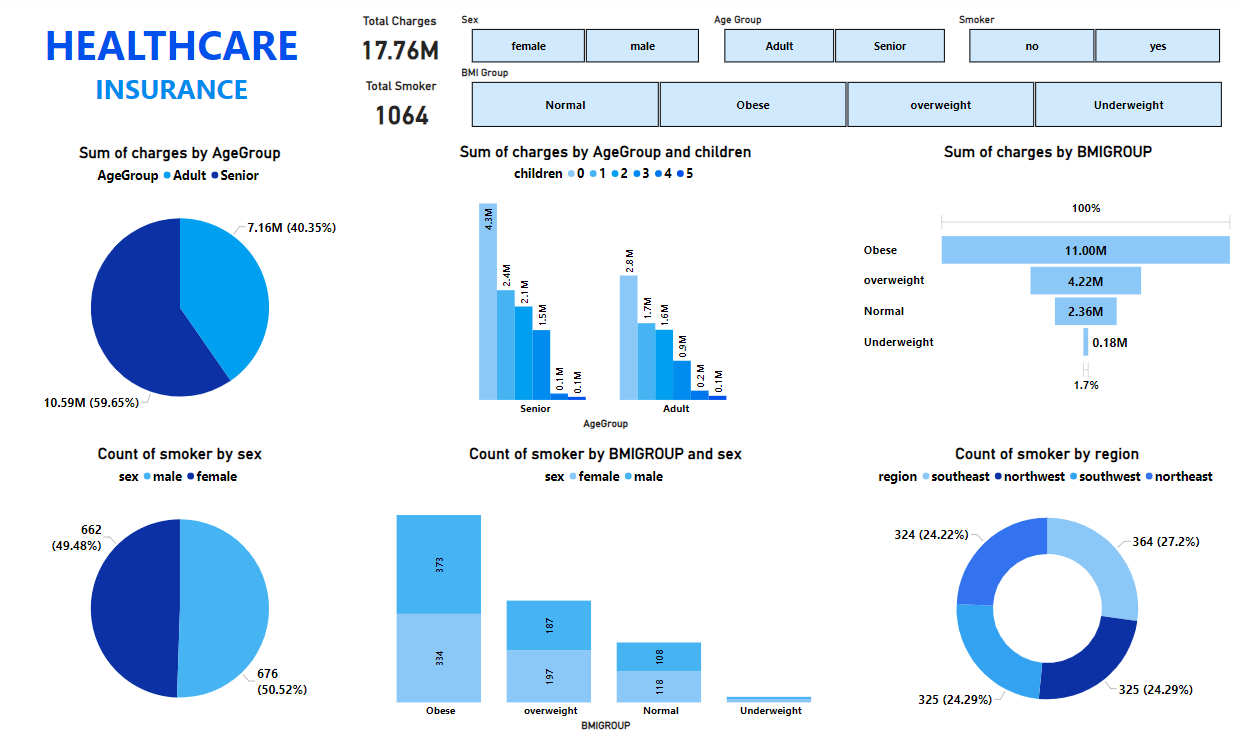 HEALTHCARE
INSURANCE
Total Charges
17.76M
Total Smoker
1064
Sex
female
male
Age Group
Adult
Senior
Smoker
no
yes
BMI Group
Normal
Obese
overweight
Underweight
Sum of charges by AgeGroup
AgeGroup Adult Senior
7.16M (40.35%)
10.59M (59.65%)
Sum of charges by AgeGroup and children
children 0 1 2 3 4 5
4.3M
2.4M
2.1M
1.5M
0.1M
0.1M
2.8M
1.7M
1.6M
0.9M
0.2M
0.1M
Senior
Adult
AgeGroup
Sum of charges by BMIGROUP
100%
Obese
11.00M
overweight
4.22M
Normal
2.36M
Underweight
0.18M
1.7%
Count of smoker by sex
sex male female
662
(49.48%)
676
(50.52%)
Count of smoker by BMIGROUP and sex
sex female male
373
334
187
197
108
118
Obese
overweight
Normal
Underweight
BMIGROUP
Count of smoker by region
region southeast northwest southwest northeast
324 (24.22%)
364 (27.2%)
325 (24.29%)
325 (24.29%)